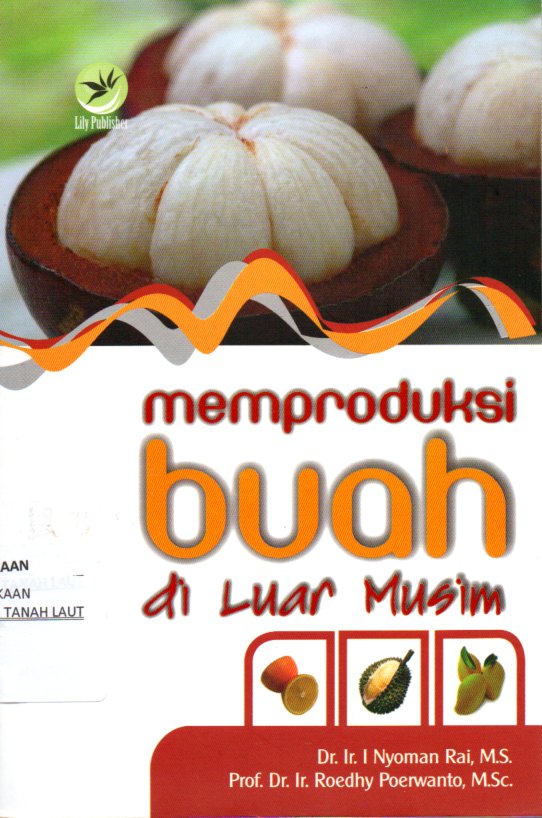 Lily Publisher
memproduksi
buah
di Luar Musim
AAN
KAAN
TANAH LAUT
Dr. Ir. I Nyoman Rai, M.S.
Prof. Dr. Ir. Roedhy Poerwanto, M.Sc.